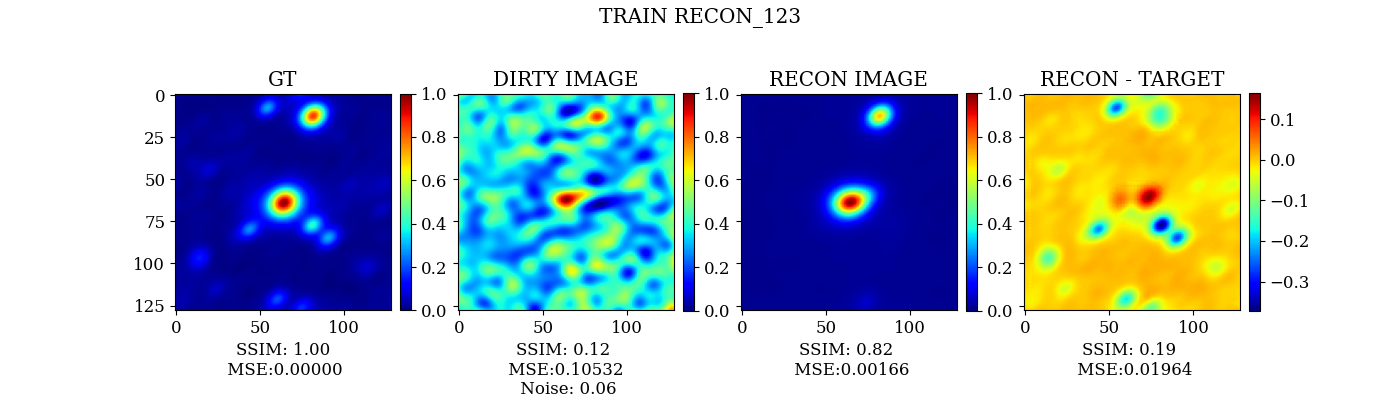 TRAIN RECON_123
GT
DIRTY IMAGE
RECON IMAGE
RECON - TARGET
0
25
50
75
100
125
0 50 100
0.0
0.2
0.4
0.6
0.8
1.0
0 50 100
0.0
0.2
0.4
0.6
0.8
1.0
0 50 100
0.0
0.2
0.4
0.6
0.8
1.0
0 50 100
0.1
0.0
−0.1
−0.2
−0.3
SSIM: 1.00
MSE:0.00000
SSIM: 0.12
MSE:0.10532
Noise: 0.06
SSIM: 0.82
MSE:0.00166
SSIM: 0.19
MSE:0.01964